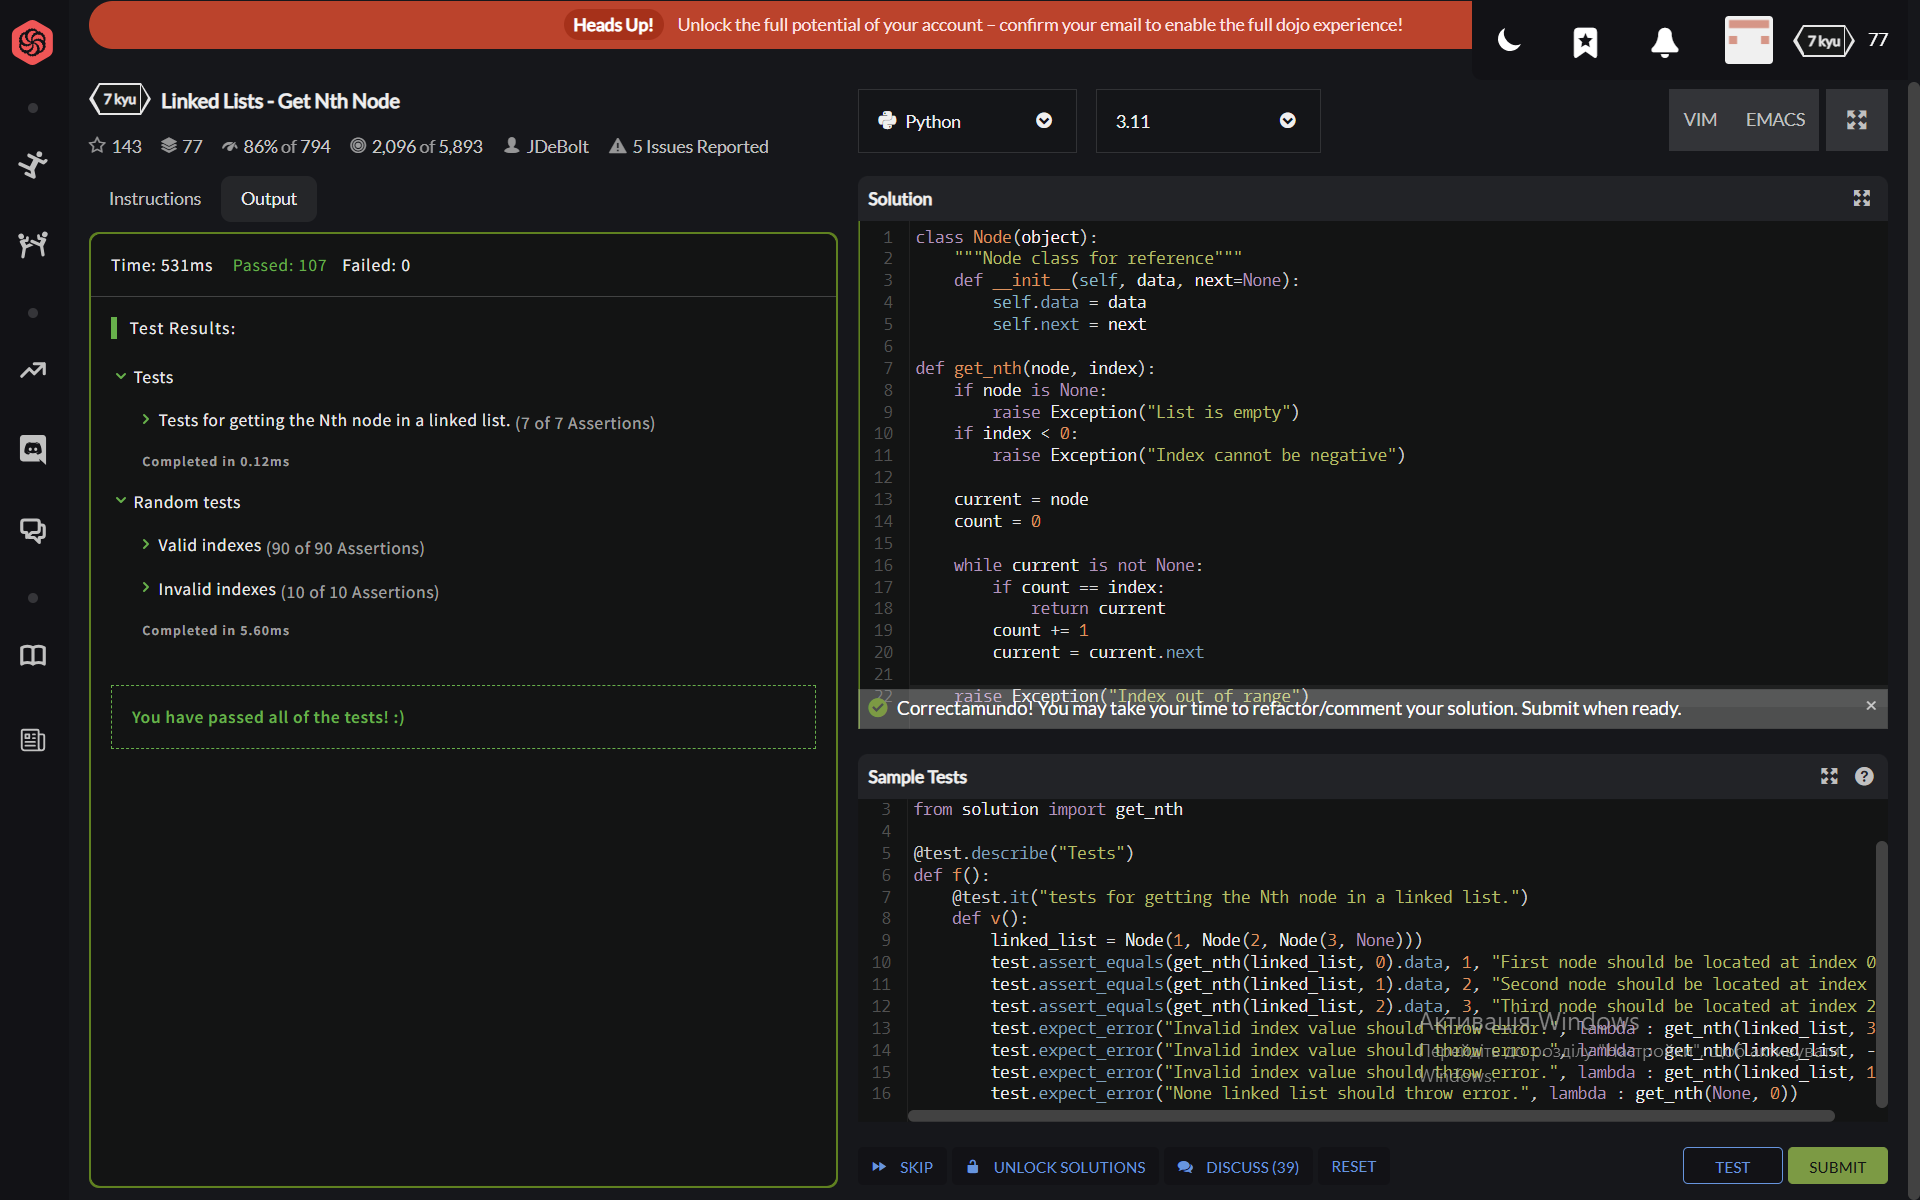 Heads Up! Unlock the full potential of your account – confirm your email to enable the full dojo experience!
7 kyu 77
7 kyu Linked Lists - Get Nth Node
143 77 86% of 794 2,096 of 5,893 JDeBolt 5 Issues Reported
Instructions Output
Time: 531ms Passed: 107 Failed: 0
Test Results:
Tests
Tests for getting the Nth node in a linked list. (7 of 7 Assertions)
Completed in 0.12ms
Random tests
Valid indexes (90 of 90 Assertions)
Invalid indexes (10 of 10 Assertions)
Completed in 5.60ms
You have passed all of the tests! :)
Python 3.11 VIM EMACS
Solution
1 class Node(object):
2     """Node class for reference"""
3     def __init__(self, data, next=None):
4         self.data = data
5         self.next = next
6
7 def get_nth(node, index):
8     if node is None:
9         raise Exception("List is empty")
10     if index < 0:
11         raise Exception("Index cannot be negative")
12
13     current = node
14     count = 0
15
16     while current is not None:
17         if count == index:
18             return current
19         count += 1
20         current = current.next
21
22     raise Exception("Index out of range")
Correctamundo! You may take your time to refactor/comment your solution. Submit when ready. ×
Sample Tests ?
3 from solution import get_nth
4
5 @test.describe("Tests")
6 def f():
7     @test.it("tests for getting the Nth node in a linked list.")
8     def v():
9         linked_list = Node(1, Node(2, Node(3, None)))
10         test.assert_equals(get_nth(linked_list, 0).data, 1, "First node should be located at index 0
11         test.assert_equals(get_nth(linked_list, 1).data, 2, "Second node should be located at index
12         test.assert_equals(get_nth(linked_list, 2).data, 3, "Third node should be located at index 2
13         test.expect_error("Invalid index value should throw error.", lambda : get_nth(linked_list, 3
14         test.expect_error("Invalid index value should throw error.", lambda : get_nth(linked_list, -
15         test.expect_error("Invalid index value should throw error.", lambda : get_nth(linked_list, 1
16         test.expect_error("None linked list should throw error.", lambda : get_nth(None, 0))
Активація Windows
Перейдіть до розділу "Настройки", щоб активувати
Windows.
SKIP UNLOCK SOLUTIONS DISCUSS (39) RESET TEST SUBMIT